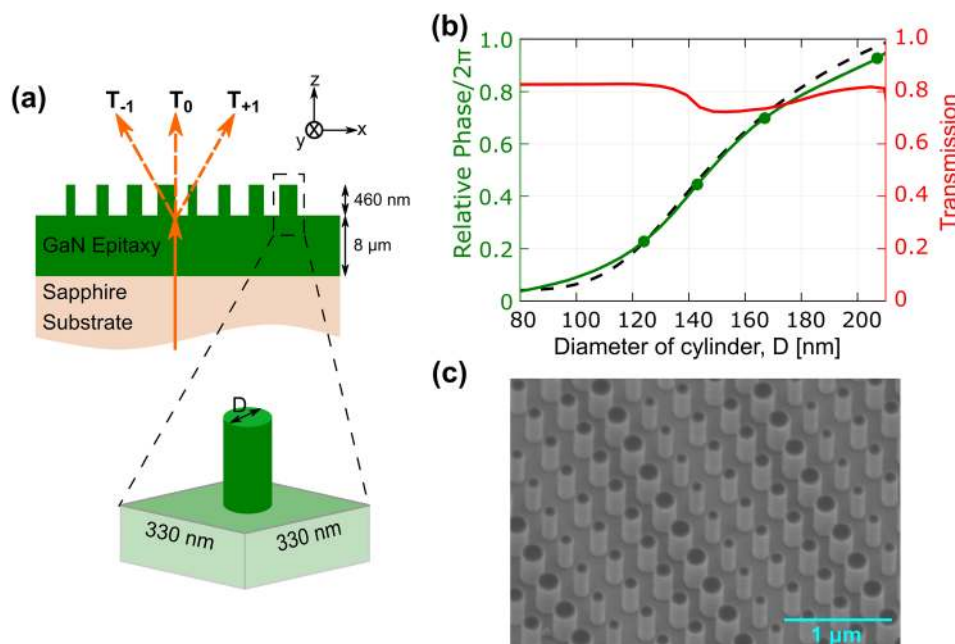 (a)
T-1
T0
T+1
z
y
x
460 nm
GaN Epitaxy
8 μm
Sapphire
Substrate
D
330 nm
330 nm
(b)
Relative Phase/2π
1.0
0.8
0.6
0.4
0.2
0
1.0
0.8
0.6
0.4
0.2
0
Transmission
80
100
120
140
160
180
200
Diameter of cylinder, D [nm]
(c)
1 μm